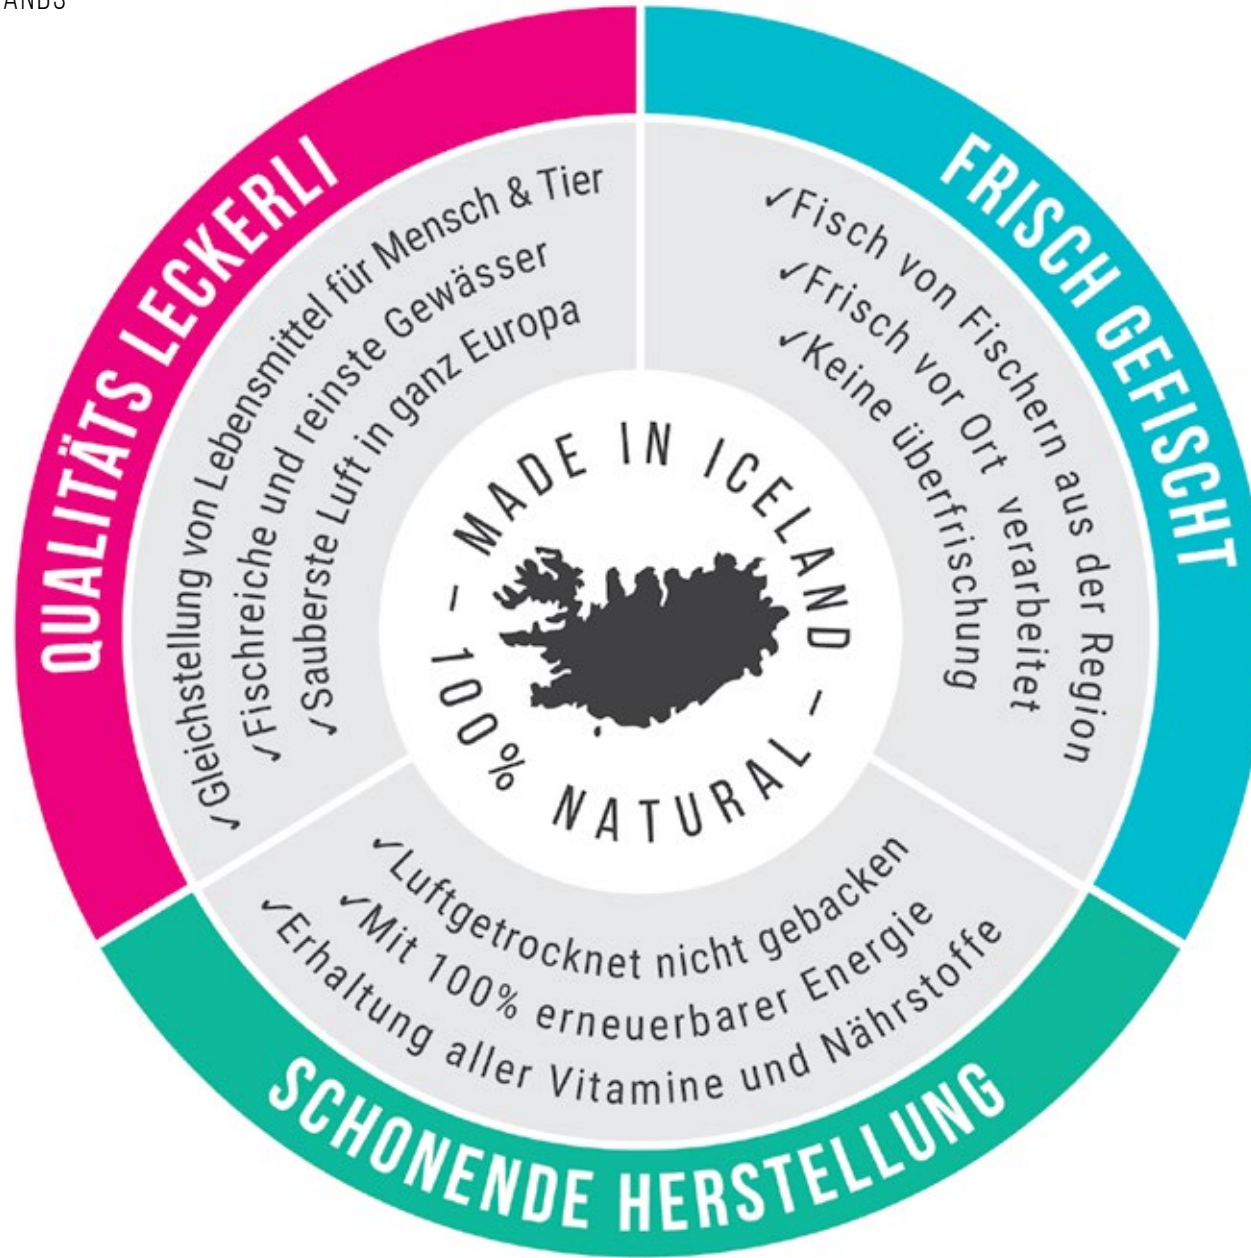 ANDS
QUALITÄTS LECKERLI
✓Gleichstellung von Lebensmittel für Mensch & Tier
✓Fischreiche und reinste Gewässer
✓Sauberste Luft in ganz Europa
FRISCH GEFISCHT
✓Fisch von Fischern aus der Region
✓Frisch vor Ort verarbeitet
✓Keine überfrischung
– MADE IN ICELAND –
100% NATURAL
✓Luftgetrocknet nicht gebacken
✓Mit 100% erneuerbarer Energie
✓Erhaltung aller Vitamine und Nährstoffe
SCHONENDE HERSTELLUNG